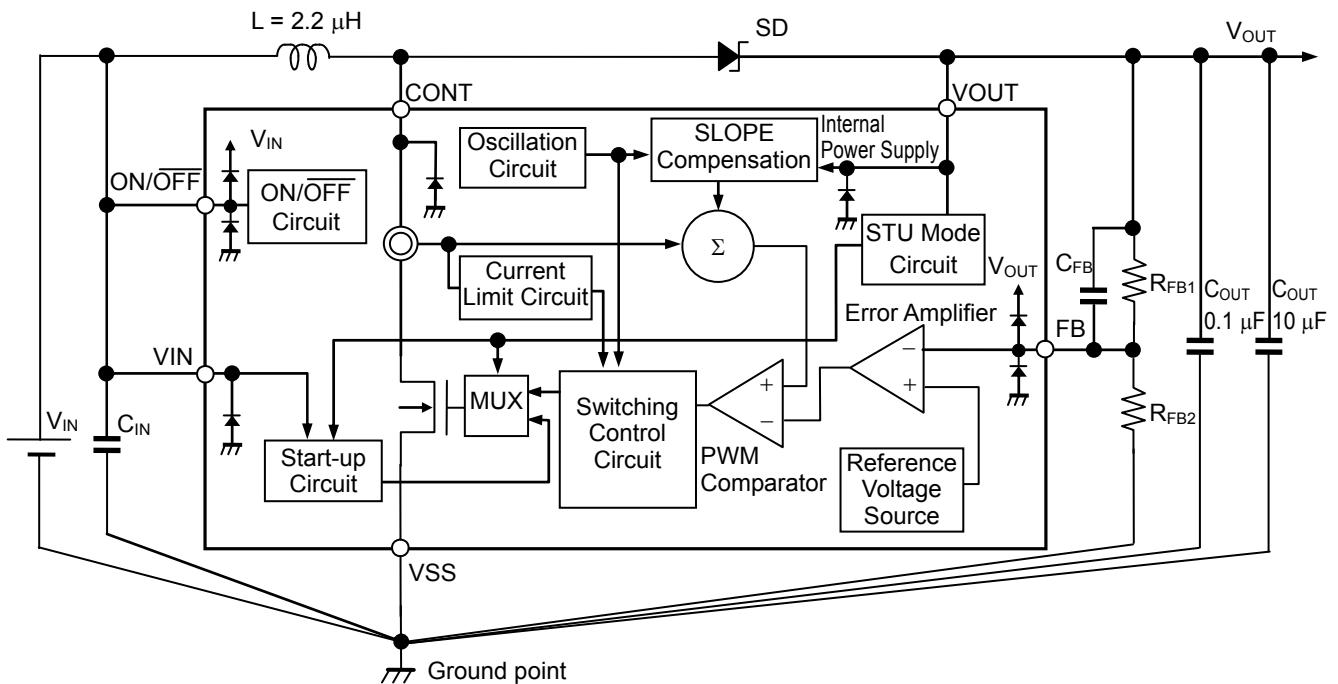 L = 2.2 μH
SD
VOUT
CONT
VOUT
VIN
Oscillation
Circuit
SLOPE
Compensation
Internal
Power Supply
ON/OFF
ON/OFF
Circuit
Σ
STU Mode
Circuit
Current
Limit Circuit
VOUT
CFB
RFB1
COUT
0.1 μF
COUT
10 μF
Error Amplifier
FB
VIN
VIN
CIN
MUX
Switching
Control
Circuit
+
−
−
+
PWM
Comparator
RFB2
Start-up
Circuit
Reference
Voltage
Source
VSS
Ground point